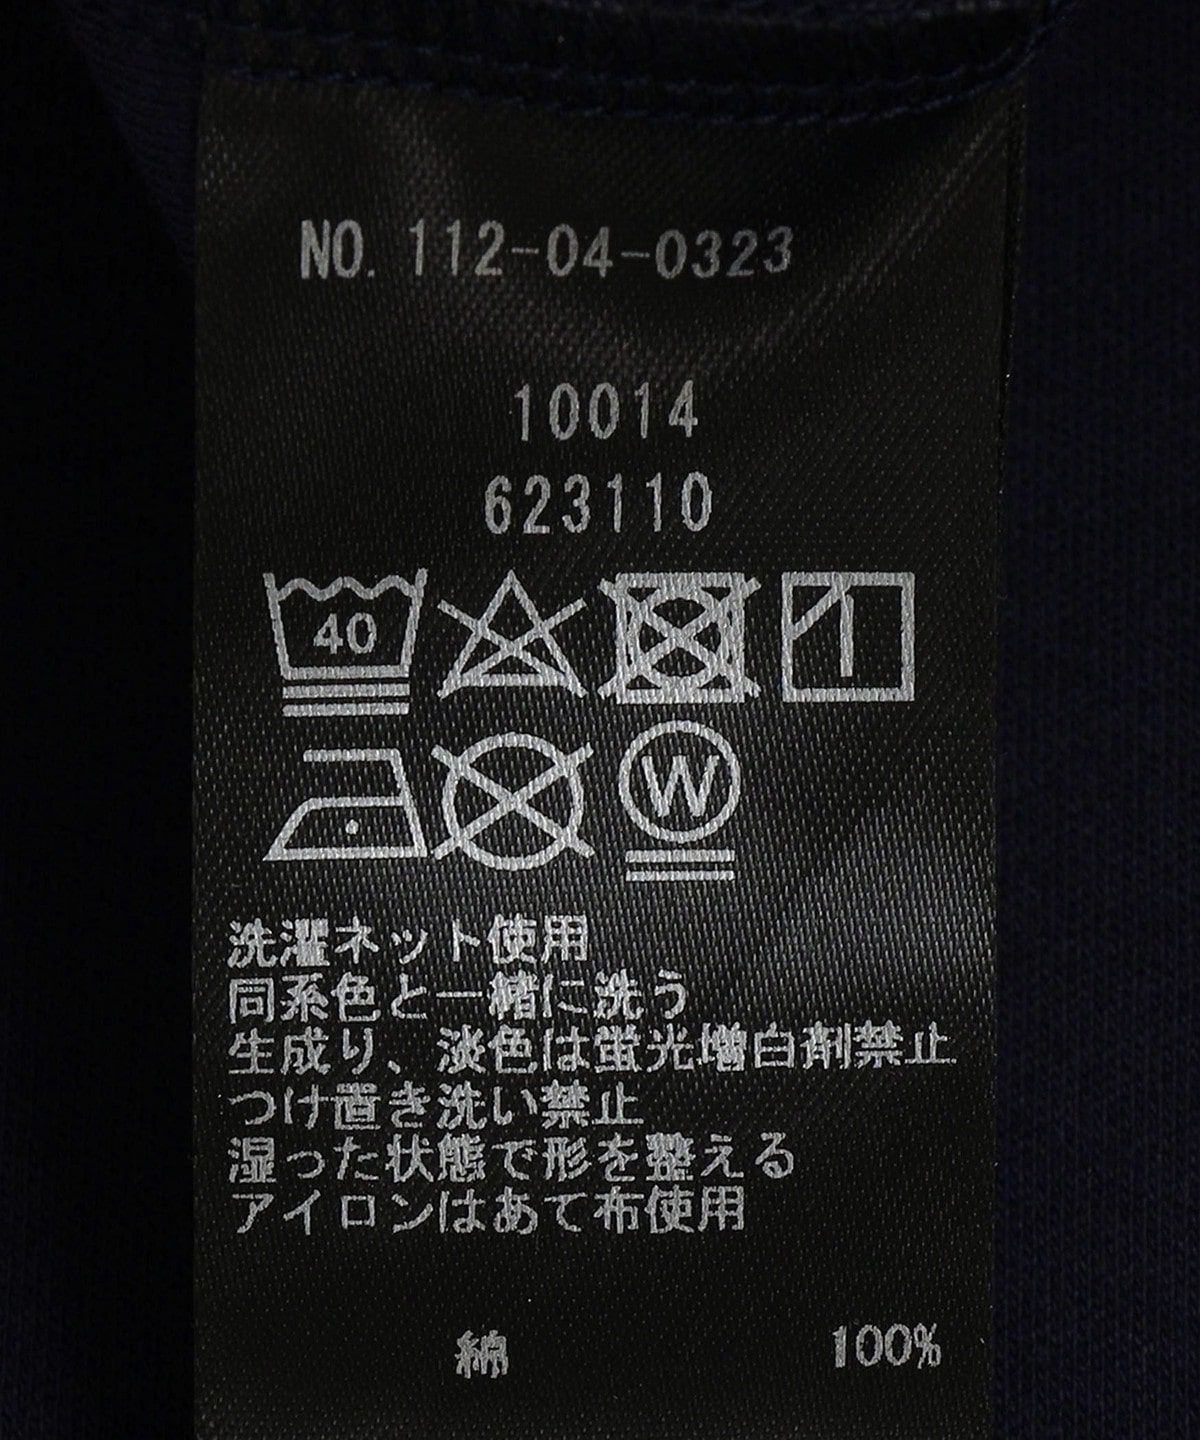 NO. 112-04-0323
10014
623110
40
W
洗濯ネット使用
同系色と一緒に洗う
生成り、淡色は蛍光増白剤禁止
つけ置き洗い禁止
湿った状態で形を整える
アイロンはあて布使用
綿 100%